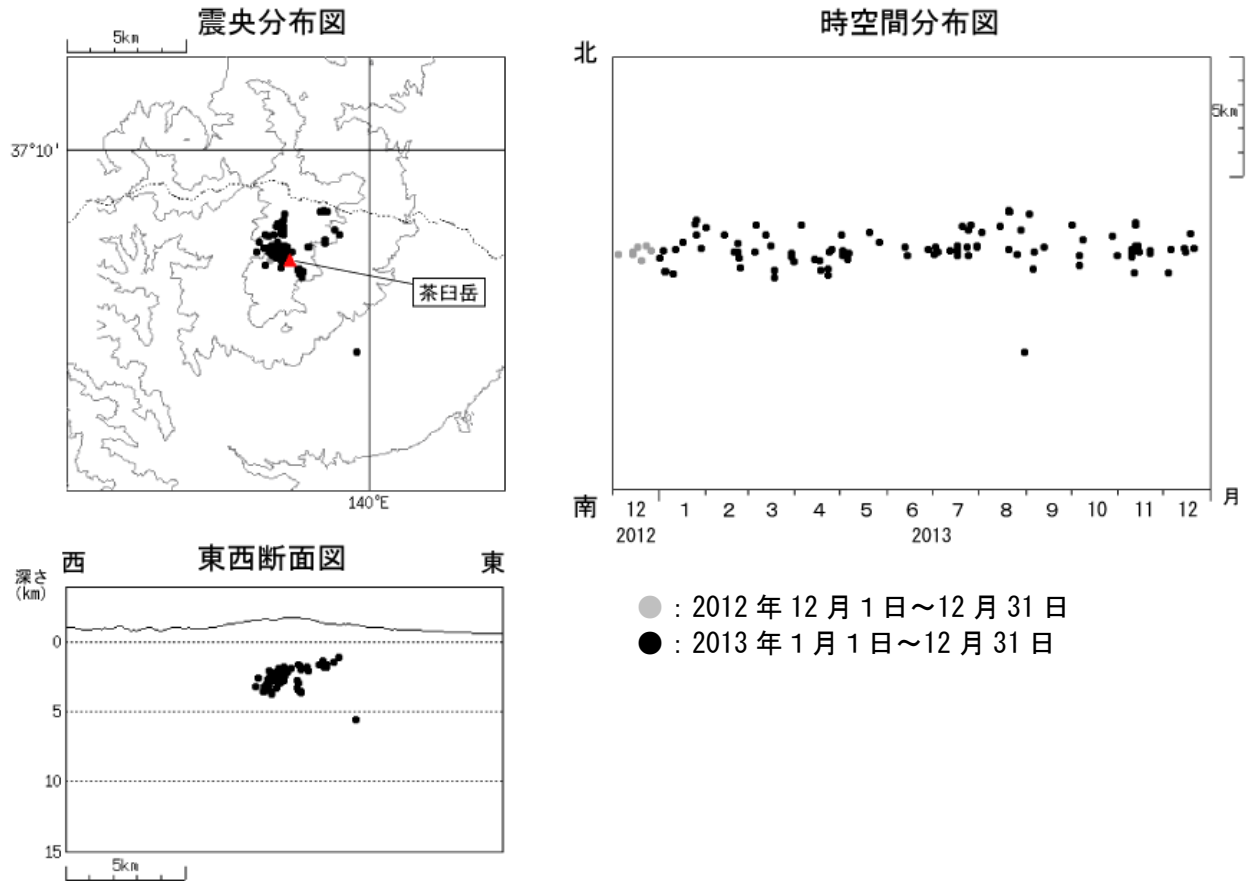 震央分布図
5km
37°10'
茶臼岳
140°E
時空間分布図
北
5km
南
12 1 2 3 4 5 6 7 8 9 10 11 12 月
2012 2013
東西断面図
西 東
深さ
(km)
0
5
10
15
5km
● : 2012 年 12 月 1 日~12 月 31 日
● : 2013 年 1 月 1 日~12 月 31 日